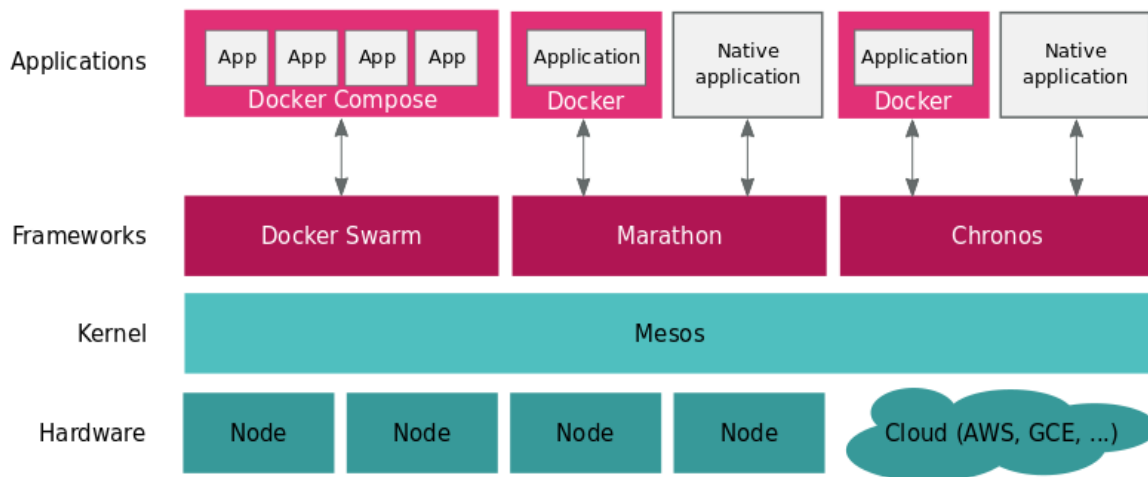 Applications
App App App App
Docker Compose
Application
Docker
Native
application
Application
Docker
Native
application
Frameworks
Docker Swarm
Marathon
Chronos
Kernel
Mesos
Hardware
Node
Node
Node
Node
Cloud (AWS, GCE, ...)